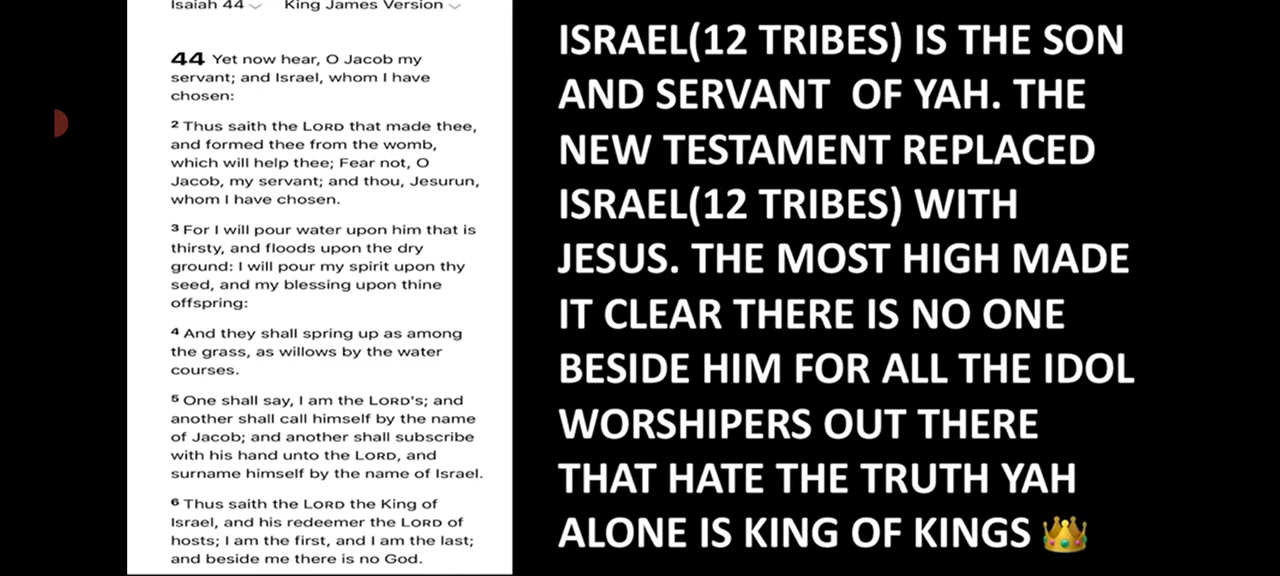 Isaiah 44 King James Version
44 Yet now hear, O Jacob my
servant; and Israel, whom I have
chosen:
2 Thus saith the LORD that made thee,
and formed thee from the womb,
which will help thee; Fear not, O
Jacob, my servant; and thou, Jesurun,
whom I have chosen.
3 For I will pour water upon him that is
thirsty, and floods upon the dry
ground: I will pour my spirit upon thy
seed, and my blessing upon thine
offspring:
4 And they shall spring up as among
the grass, as willows by the water
courses.
5 One shall say, I am the LORD's; and
another shall call himself by the name
of Jacob; and another shall subscribe
with his hand unto the LORD, and
surname himself by the name of Israel.
6 Thus saith the LORD the King of
Israel, and his redeemer the LORD of
hosts; I am the first, and I am the last;
and beside me there is no God.
ISRAEL(12 TRIBES) IS THE SON
AND SERVANT OF YAH. THE
NEW TESTAMENT REPLACED
ISRAEL(12 TRIBES) WITH
JESUS. THE MOST HIGH MADE
IT CLEAR THERE IS NO ONE
BESIDE HIM FOR ALL THE IDOL
WORSHIPERS OUT THERE
THAT HATE THE TRUTH YAH
ALONE IS KING OF KINGS 👑